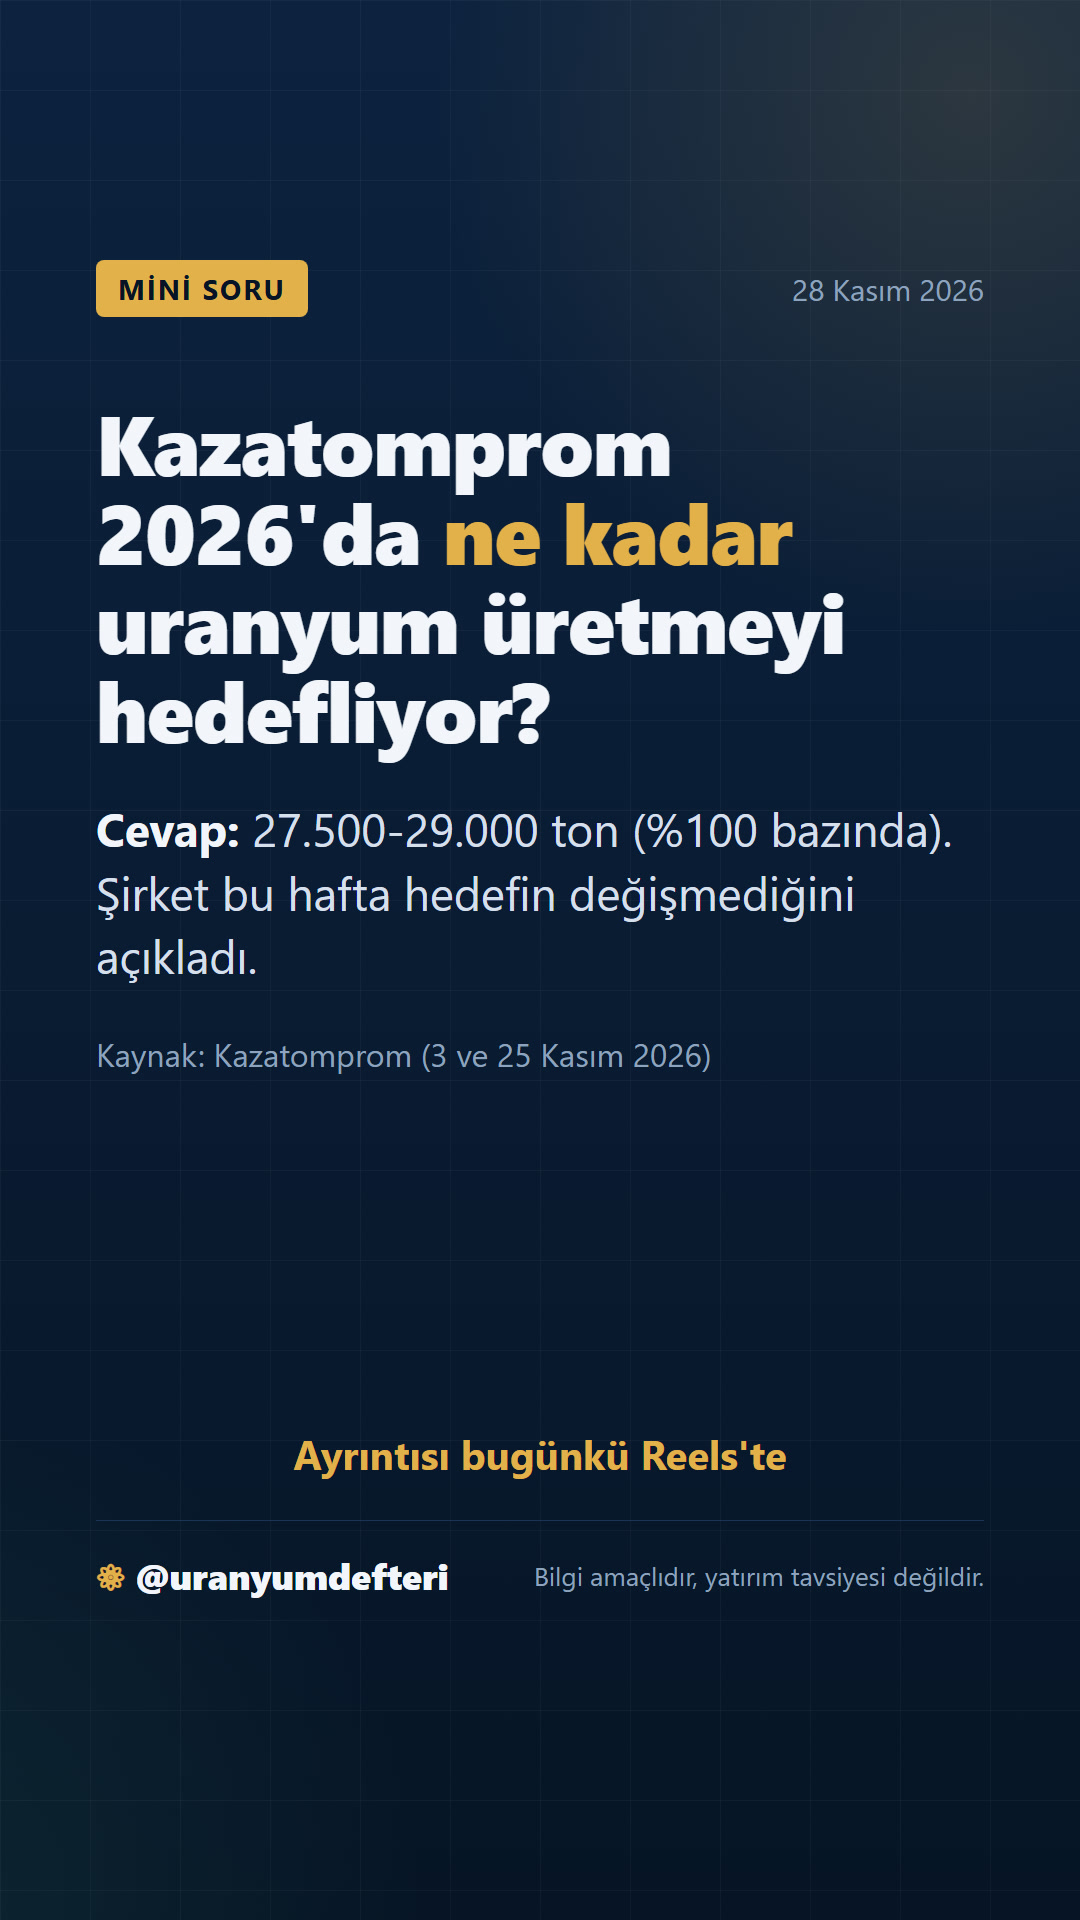 MİNİ SORU
28 Kasım 2026
Kazatomprom
2026'da ne kadar
uranyum üretmeyi
hedefliyor?
Cevap: 27.500-29.000 ton (%100 bazında).
Şirket bu hafta hedefin değişmediğini
açıkladı.
Kaynak: Kazatomprom (3 ve 25 Kasım 2026)
Ayrıntısı bugünkü Reels'te
@uranyumdefteri
Bilgi amaçlıdır, yatırım tavsiyesi değildir.